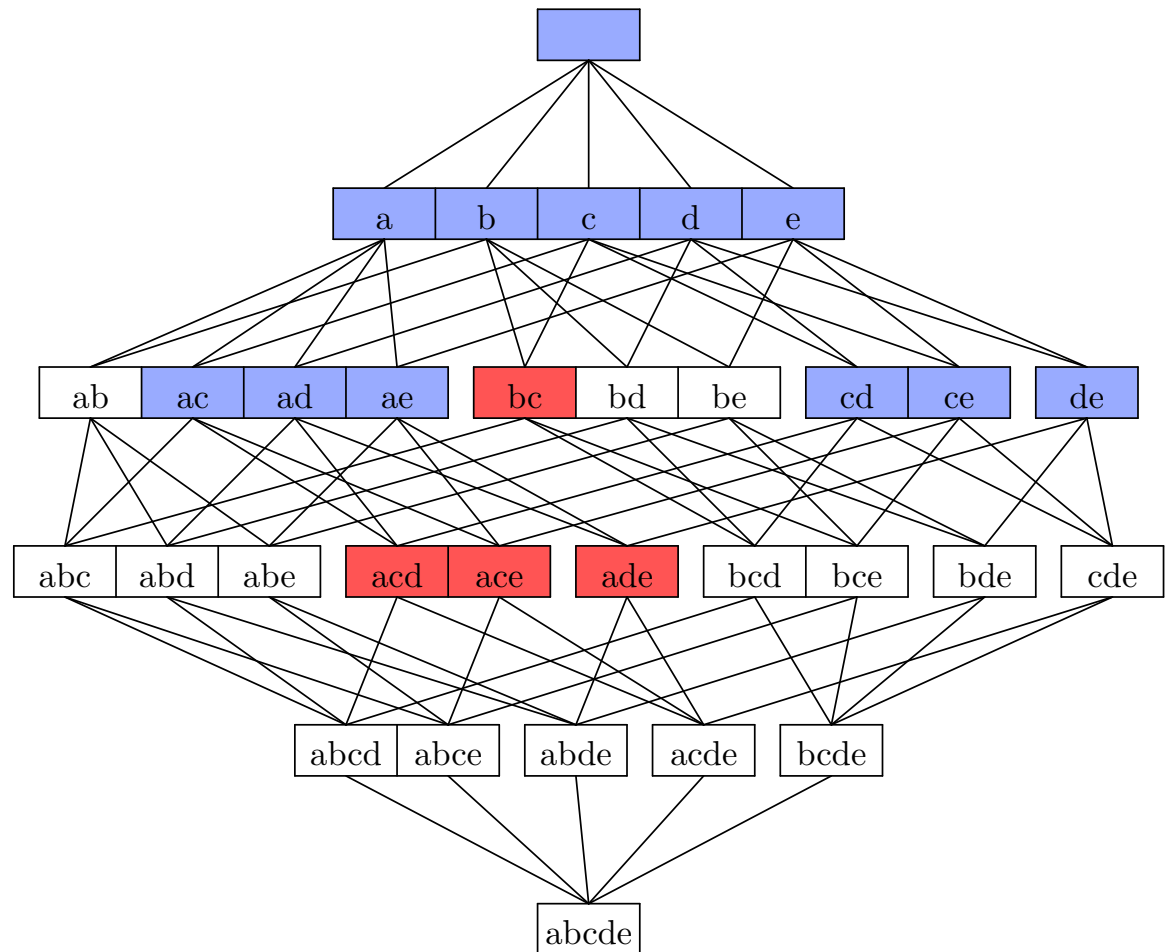 a b c d e
ab ac ad ae bc bd be cd ce de
abc abd abe acd ace ade bcd bce bde cde
abcd abce abde acde bcde
abcde